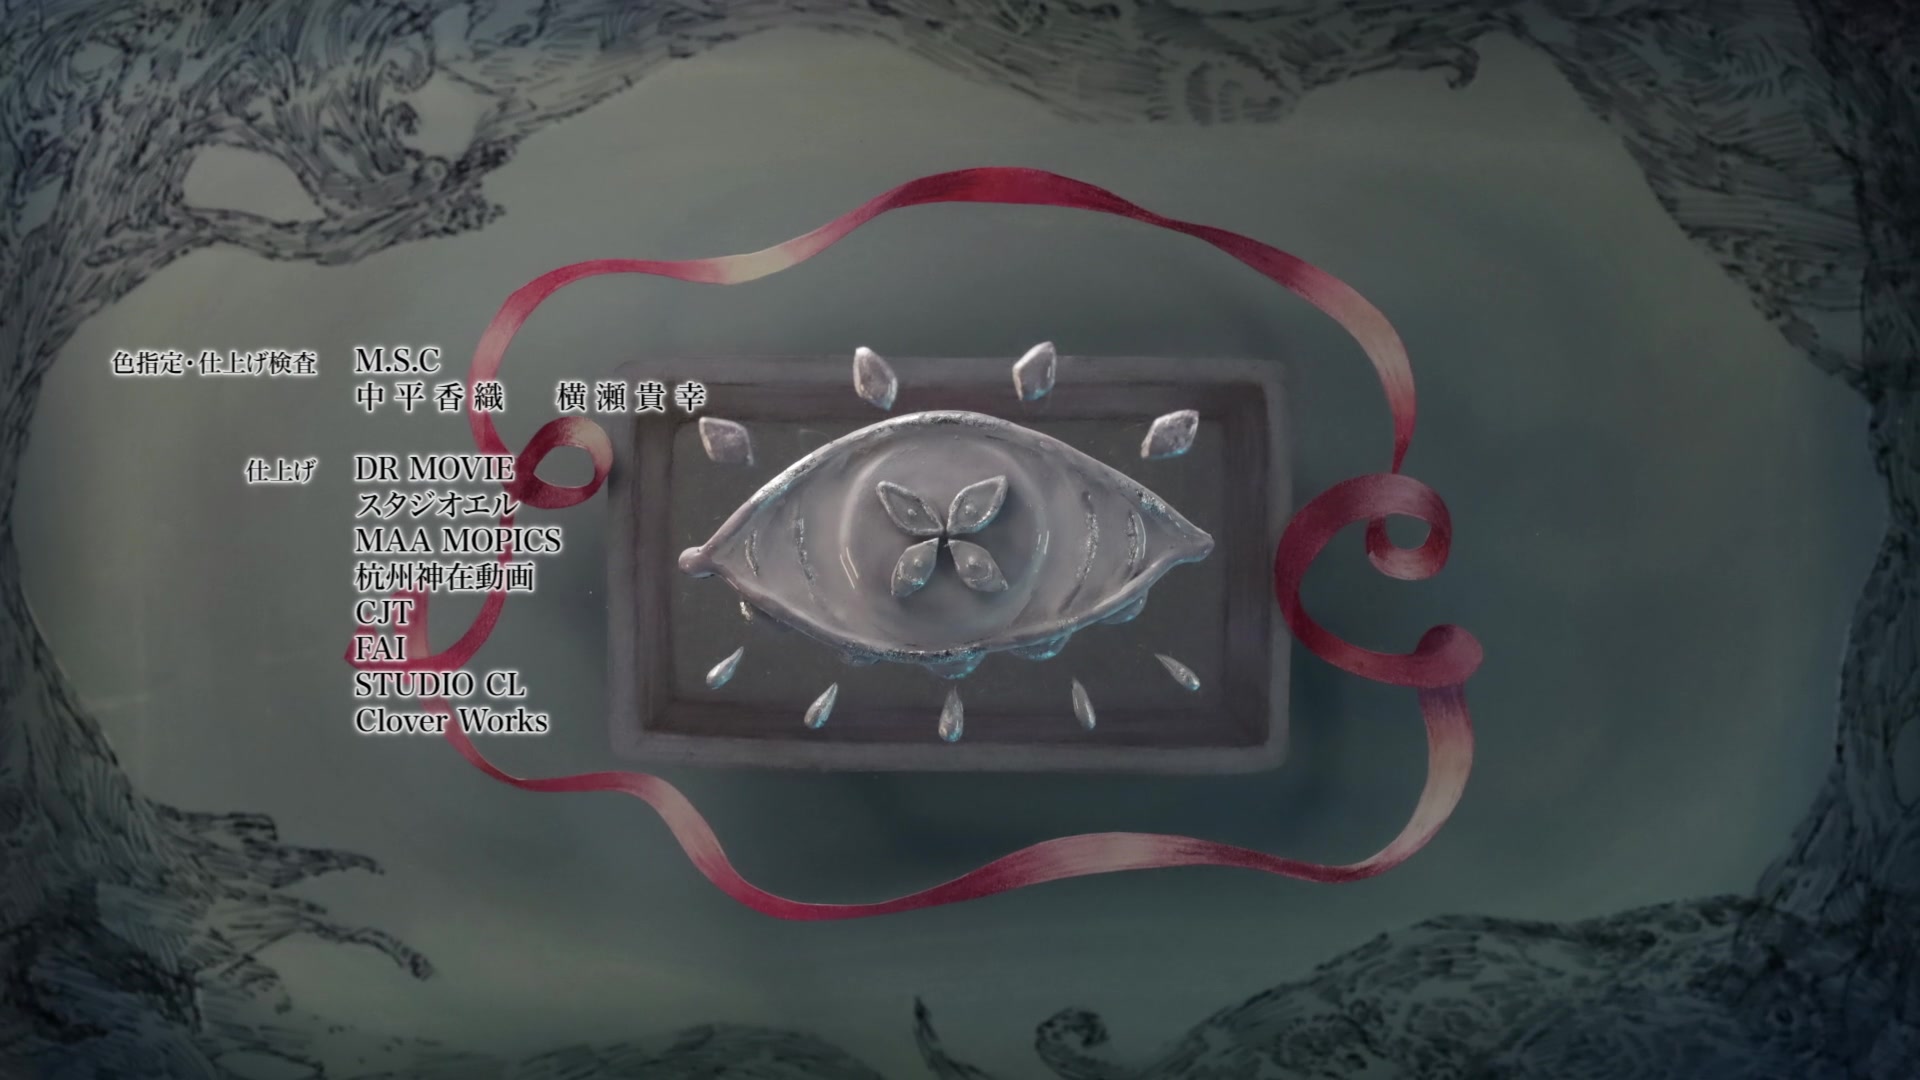 色指定・仕上げ検査 M.S.C
中平香織 横瀬貴幸
仕上げ DR MOVIE
スタジオエル
MAA MOPICS
杭州神在動画
CJT
FAI
STUDIO CL
Clover Works